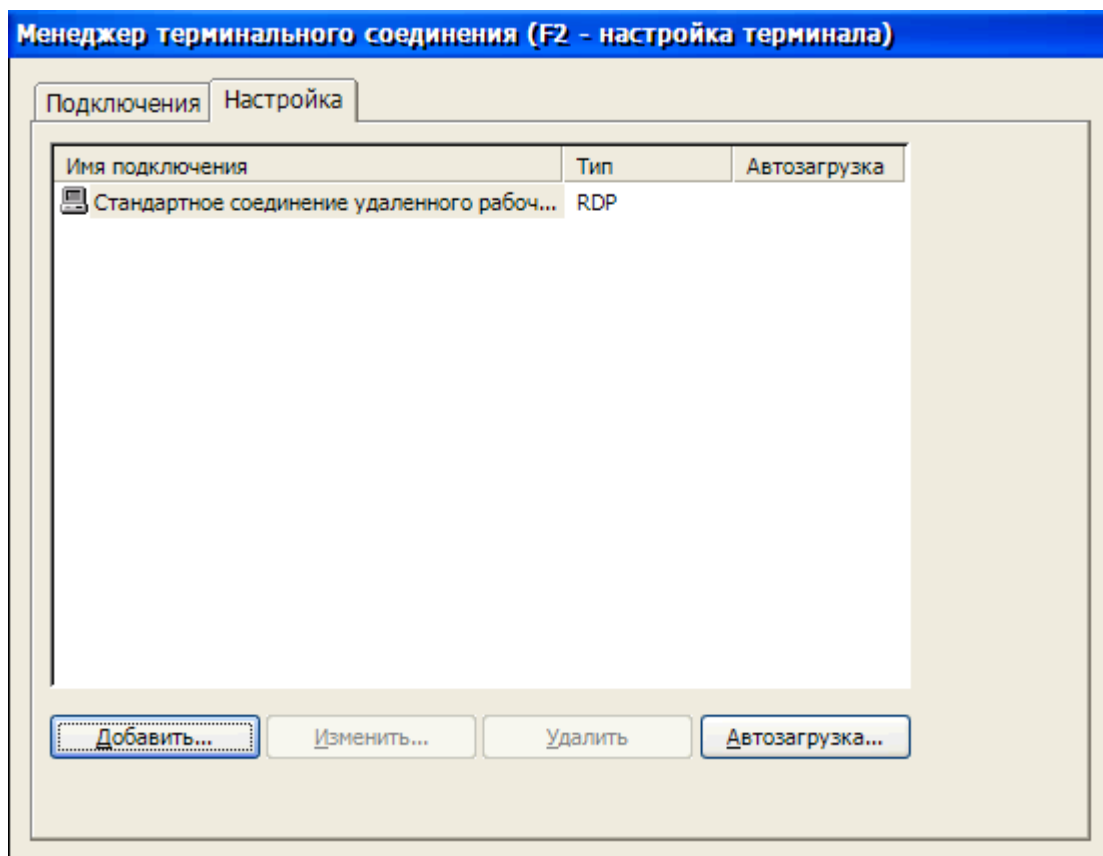 Менеджер терминального соединения (F2 - настройка терминала)
Подключения Настройка
Имя подключения Тип Автозагрузка
Стандартное соединение удаленного рабоч... RDP
Добавить... Изменить... Удалить Автозагрузка...